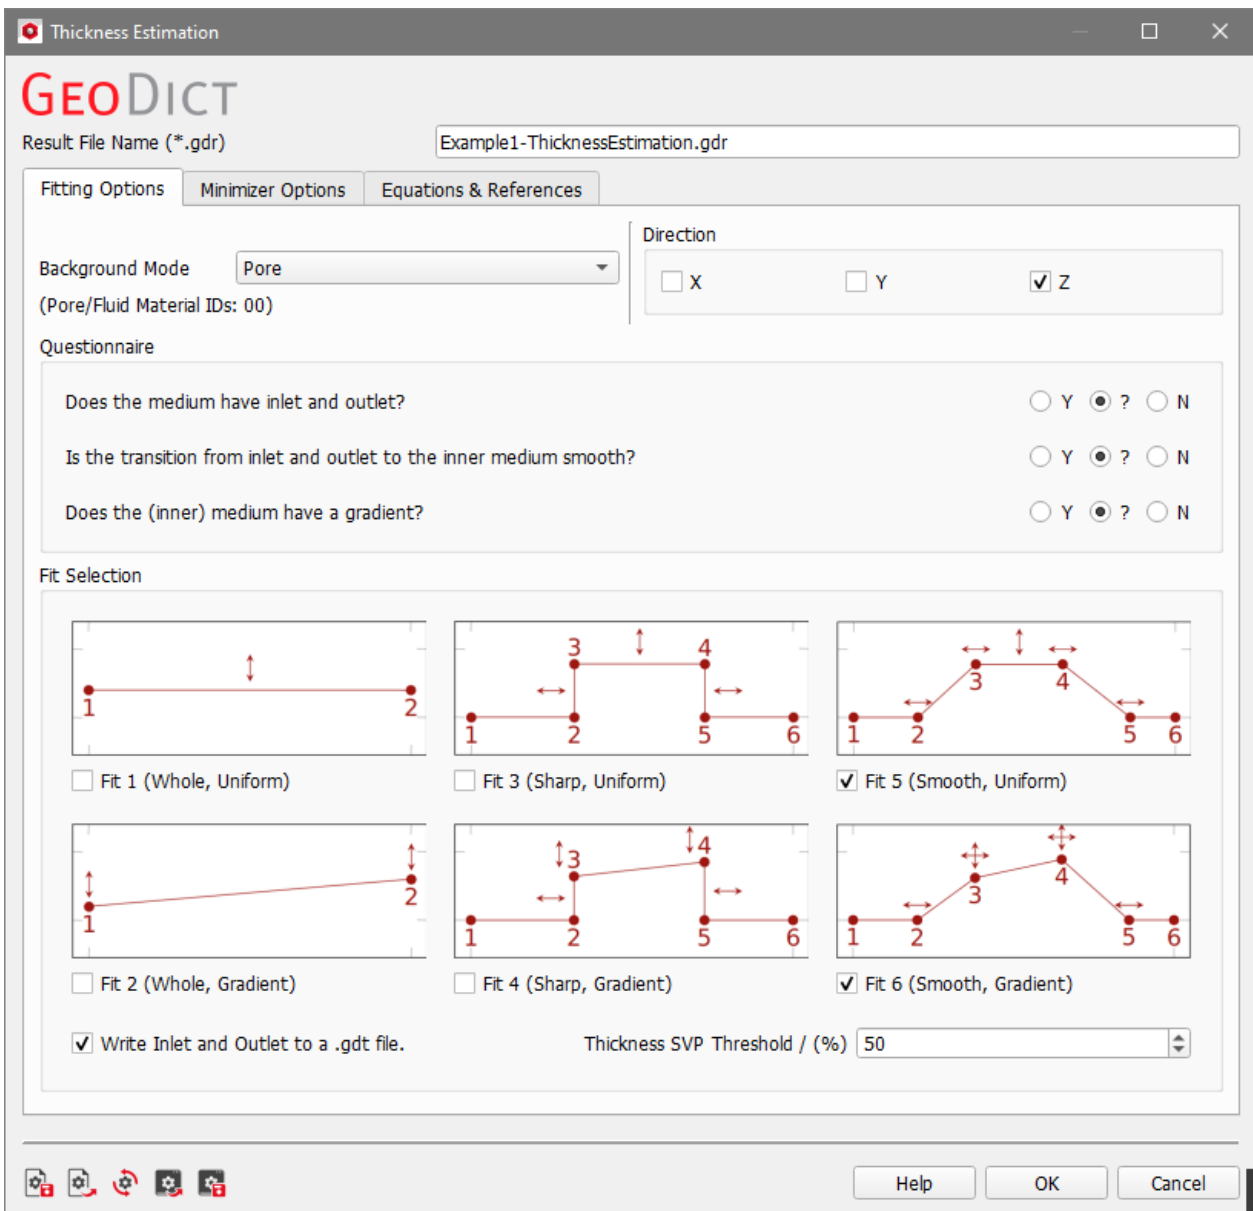 Thickness Estimation
GEODICT
Result File Name (*.gdr) Example1-ThicknessEstimation.gdr
Fitting Options Minimizer Options Equations & References
Direction
Background Mode Pore
X Y Z
(Pore/Fluid Material IDs: 00)
Questionnaire
Does the medium have inlet and outlet? Y ? N
Is the transition from inlet and outlet to the inner medium smooth? Y ? N
Does the (inner) medium have a gradient? Y ? N
Fit Selection
1 2
3 4
1 2 5 6
3 4
1 2 5 6
Fit 1 (Whole, Uniform) Fit 3 (Sharp, Uniform) Fit 5 (Smooth, Uniform)
1 2
3 4
1 2 5 6
3 4
1 2 5 6
Fit 2 (Whole, Gradient) Fit 4 (Sharp, Gradient) Fit 6 (Smooth, Gradient)
Write Inlet and Outlet to a .gdt file. Thickness SVP Threshold / (%) 50
Help OK Cancel